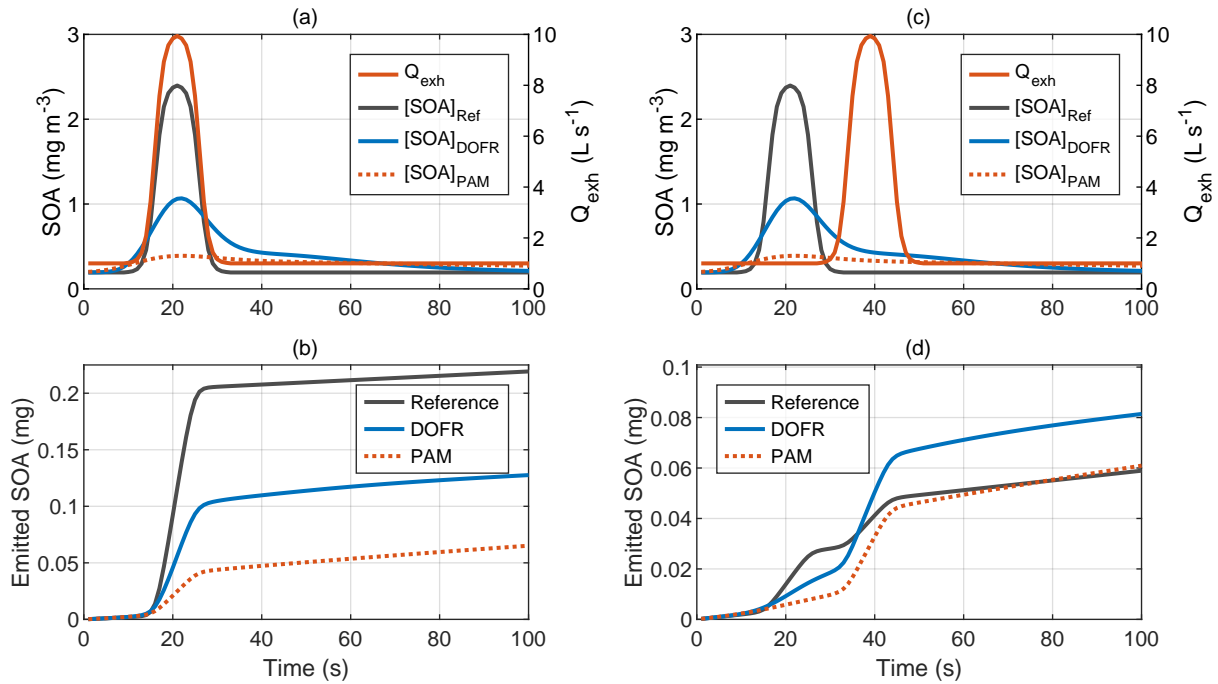 (a)
3
2
1
0
SOA (mg m-3)
10
8
6
4
2
0
Qexh (L s-1)
0 20 40 60 80 100
Qexh
[SOA]Ref
[SOA]DOFR
[SOA]PAM
(c)
3
2
1
0
SOA (mg m-3)
10
8
6
4
2
0
Qexh (L s-1)
0 20 40 60 80 100
Qexh
[SOA]Ref
[SOA]DOFR
[SOA]PAM
(b)
0.2
0.15
0.1
0.05
0
Emitted SOA (mg)
0 20 40 60 80 100
Time (s)
Reference
DOFR
PAM
(d)
0.1
0.08
0.06
0.04
0.02
0
Emitted SOA (mg)
0 20 40 60 80 100
Time (s)
Reference
DOFR
PAM